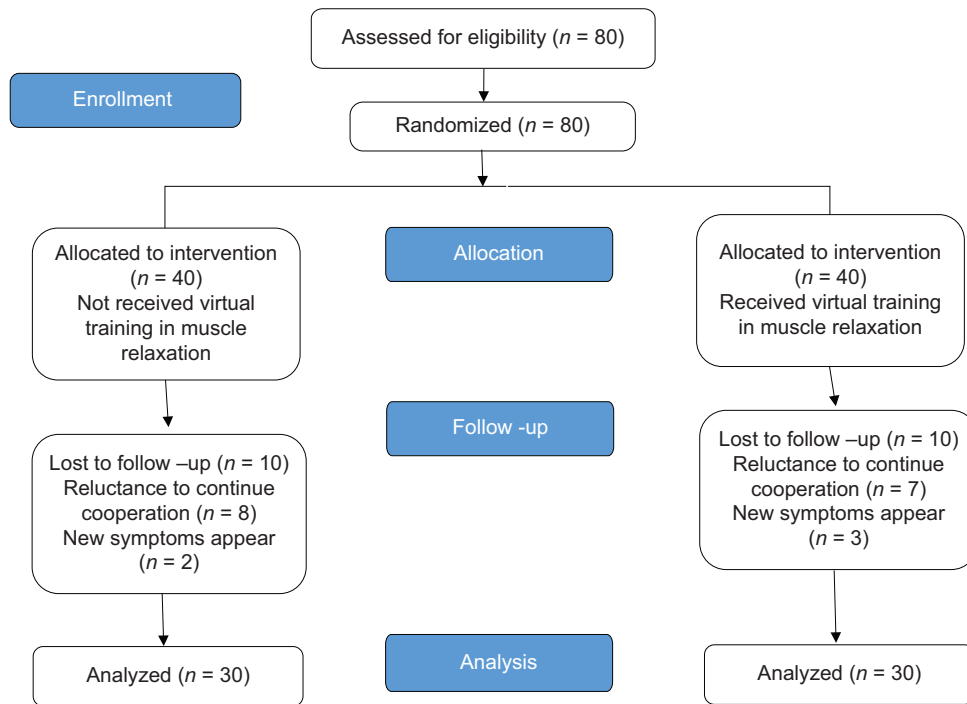 Assessed for eligibility (n = 80)
Enrollment
Randomized (n = 80)
Allocated to intervention
(n = 40)
Not received virtual
training in muscle
relaxation
Allocation
Allocated to intervention
(n = 40)
Received virtual training
in muscle relaxation
Follow -up
Lost to follow –up (n = 10)
Reluctance to continue
cooperation (n = 8)
New symptoms appear
(n = 2)
Lost to follow –up (n = 10)
Reluctance to continue
cooperation (n = 7)
New symptoms appear
(n = 3)
Analyzed (n = 30)
Analysis
Analyzed (n = 30)